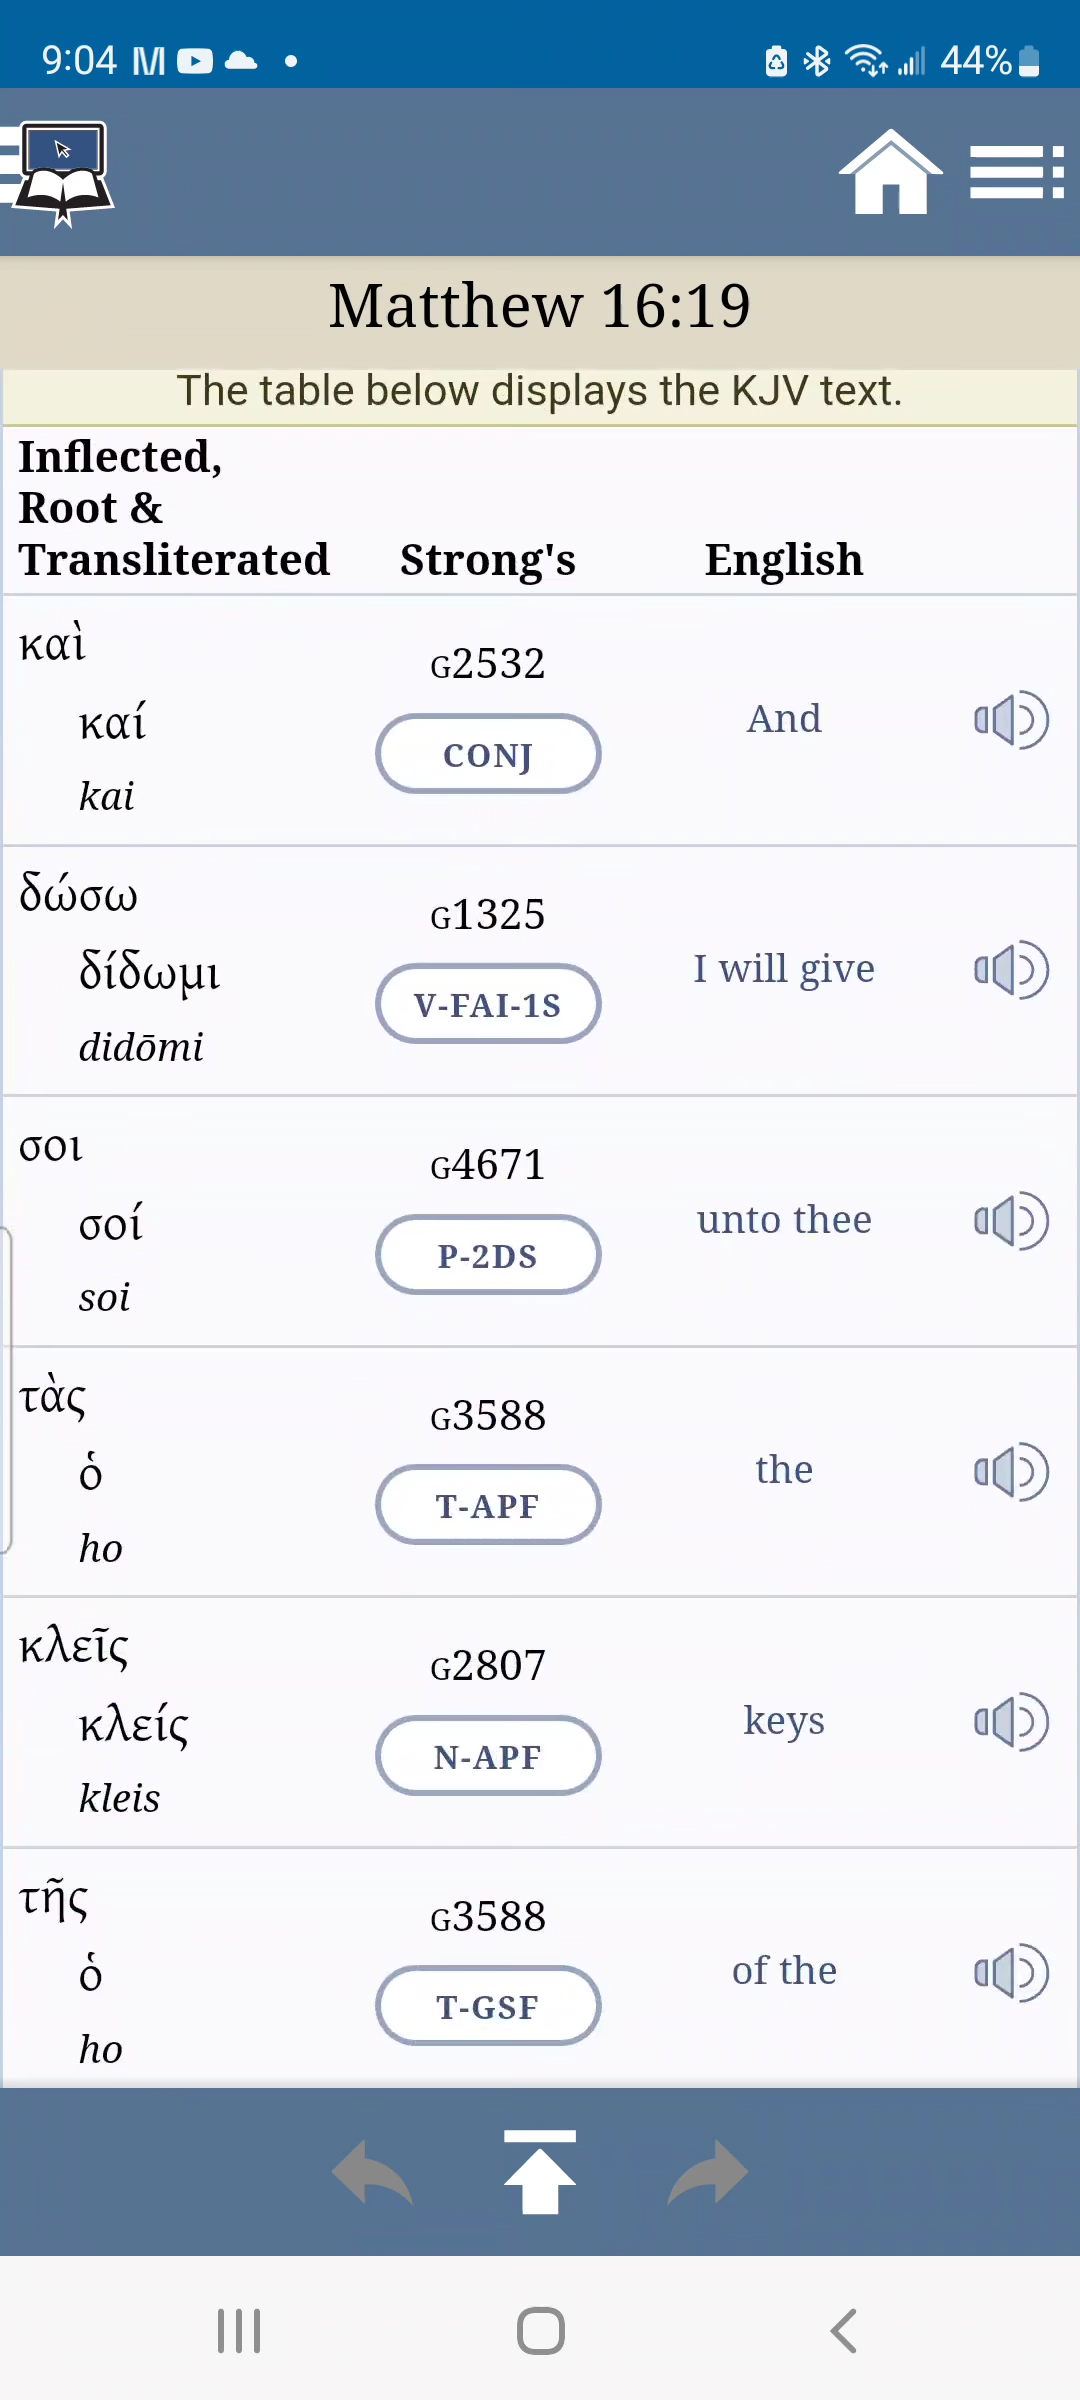 9:04
44%
Matthew 16:19
The table below displays the KJV text.
Inflected,
Root &
Transliterated Strong's English
καὶ
καί
kai
G2532
CONJ
And
δώσω
δίδωμι
didōmi
G1325
V-FAI-1S
I will give
σοι
σοί
soi
G4671
P-2DS
unto thee
τὰς
ὁ
ho
G3588
T-APF
the
κλεῖς
κλείς
kleis
G2807
N-APF
keys
τῆς
ὁ
ho
G3588
T-GSF
of the